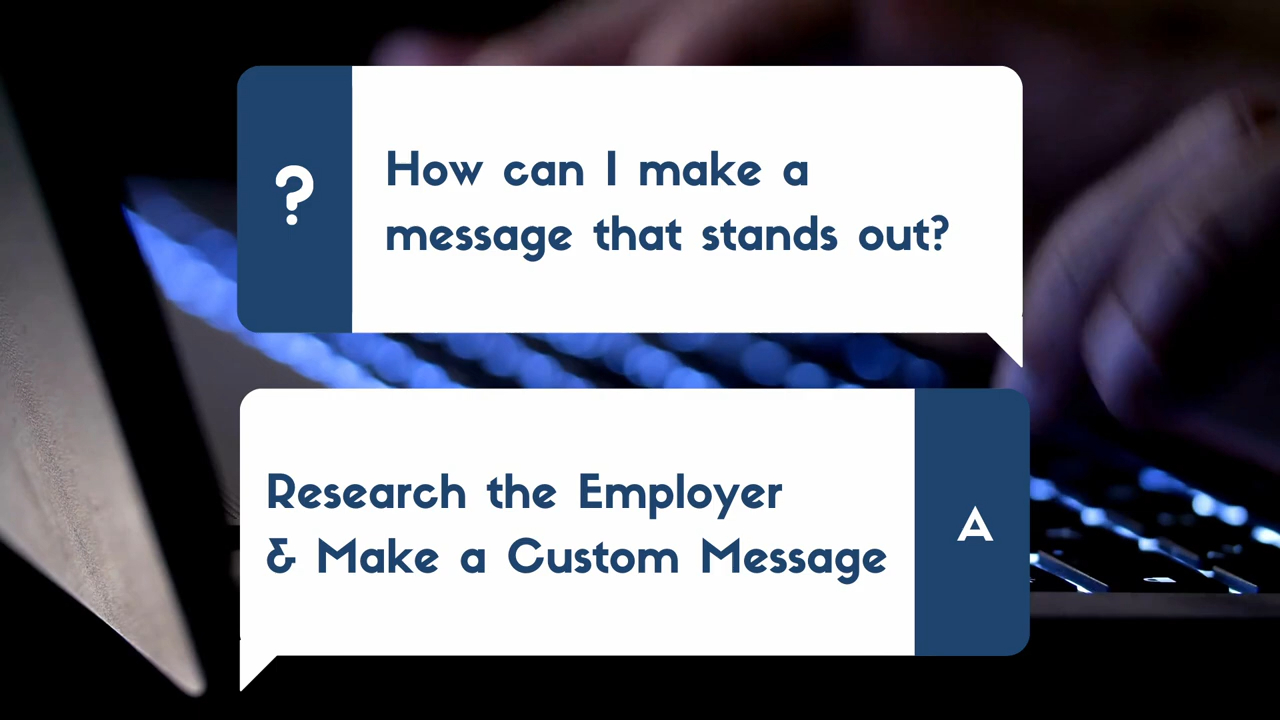 ?
How can I make a
message that stands out?
Research the Employer
& Make a Custom Message
A